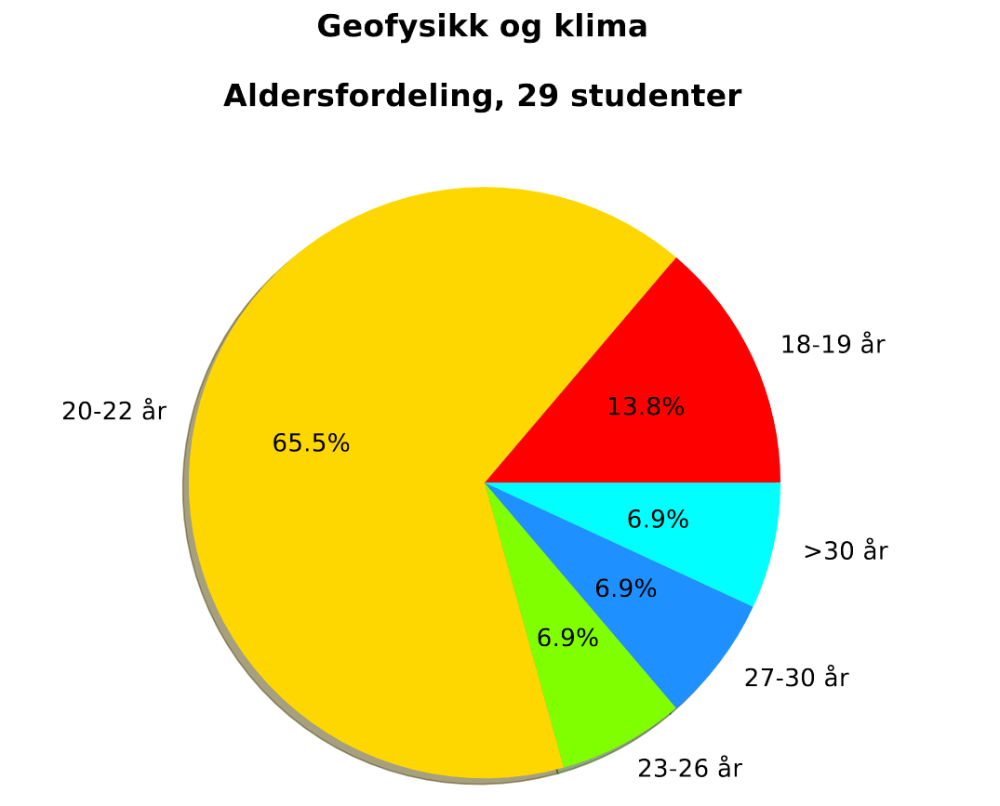 Geofysikk og klima
Aldersfordeling, 29 studenter
18-19 år
13.8%
20-22 år
65.5%
6.9%
>30 år
6.9%
27-30 år
6.9%
23-26 år